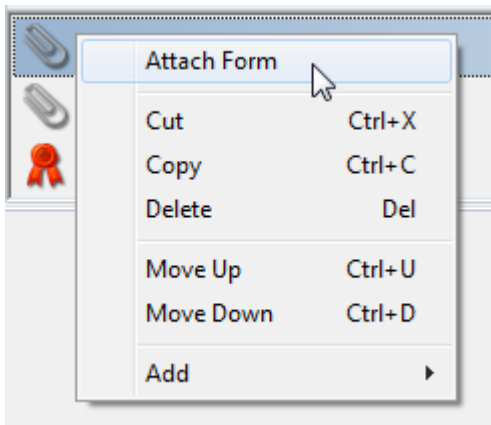 Attach Form
Cut Ctrl+X
Copy Ctrl+C
Delete Del
Move Up Ctrl+U
Move Down Ctrl+D
Add